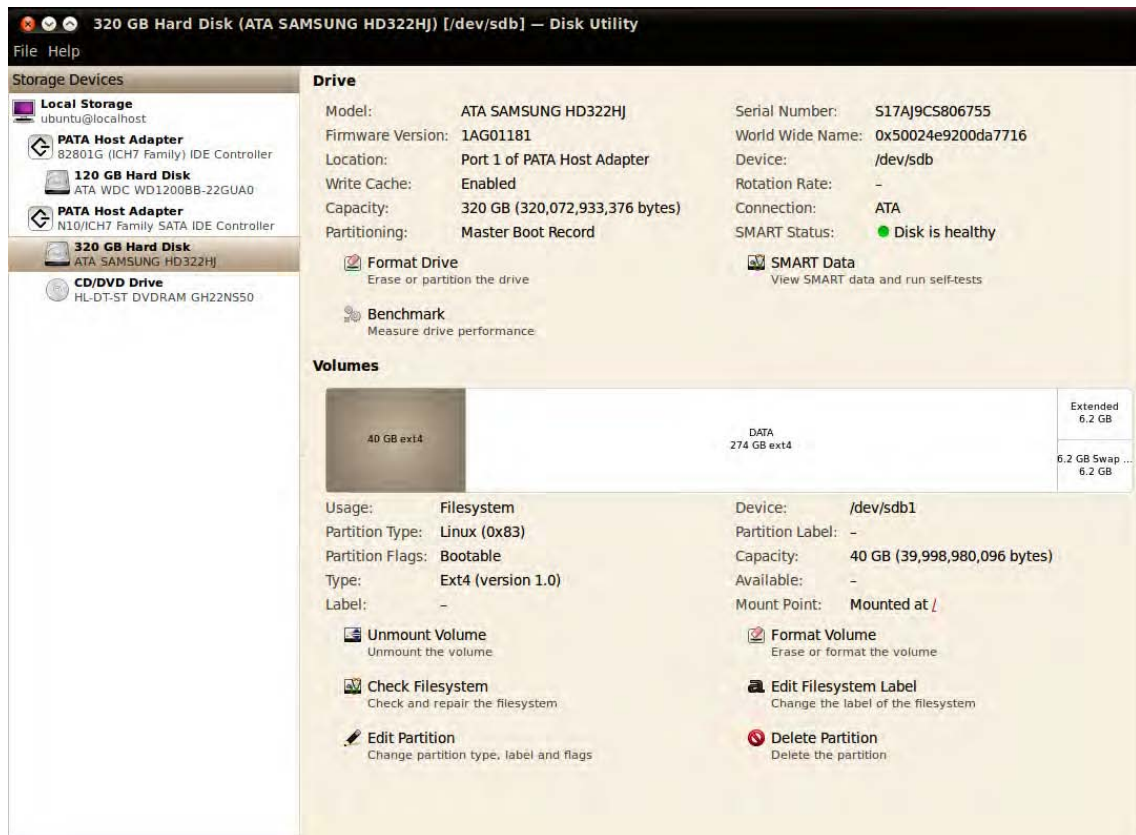 320 GB Hard Disk (ATA SAMSUNG HD322HJ) [/dev/sdb] — Disk Utility
File Help
Storage Devices
Local Storage
ubuntu@localhost
PATA Host Adapter
82801G (ICH7 Family) IDE Controller
120 GB Hard Disk
ATA WDC WD1200BB-22GUA0
PATA Host Adapter
N10/ICH7 Family SATA IDE Controller
320 GB Hard Disk
ATA SAMSUNG HD322HJ
CD/DVD Drive
HL-DT-ST DVDRAM GH22NS50
Drive
Model: ATA SAMSUNG HD322HJ Serial Number: S17AJ9CS806755
Firmware Version: 1AG01181 World Wide Name: 0x50024e9200da7716
Location: Port 1 of PATA Host Adapter Device: /dev/sdb
Write Cache: Enabled Rotation Rate: –
Capacity: 320 GB (320,072,933,376 bytes) Connection: ATA
Partitioning: Master Boot Record SMART Status: Disk is healthy
Format Drive SMART Data
Erase or partition the drive View SMART data and run self-tests
Benchmark
Measure drive performance
Volumes
40 GB ext4
DATA
274 GB ext4
Extended
6.2 GB
6.2 GB Swap ...
6.2 GB
Usage: Filesystem Device: /dev/sdb1
Partition Type: Linux (0x83) Partition Label: –
Partition Flags: Bootable Capacity: 40 GB (39,998,980,096 bytes)
Type: Ext4 (version 1.0) Available: –
Label: – Mount Point: Mounted at /
Unmount Volume Format Volume
Unmount the volume Erase or format the volume
Check Filesystem Edit Filesystem Label
Check and repair the filesystem Change the label of the filesystem
Edit Partition Delete Partition
Change partition type, label and flags Delete the partition